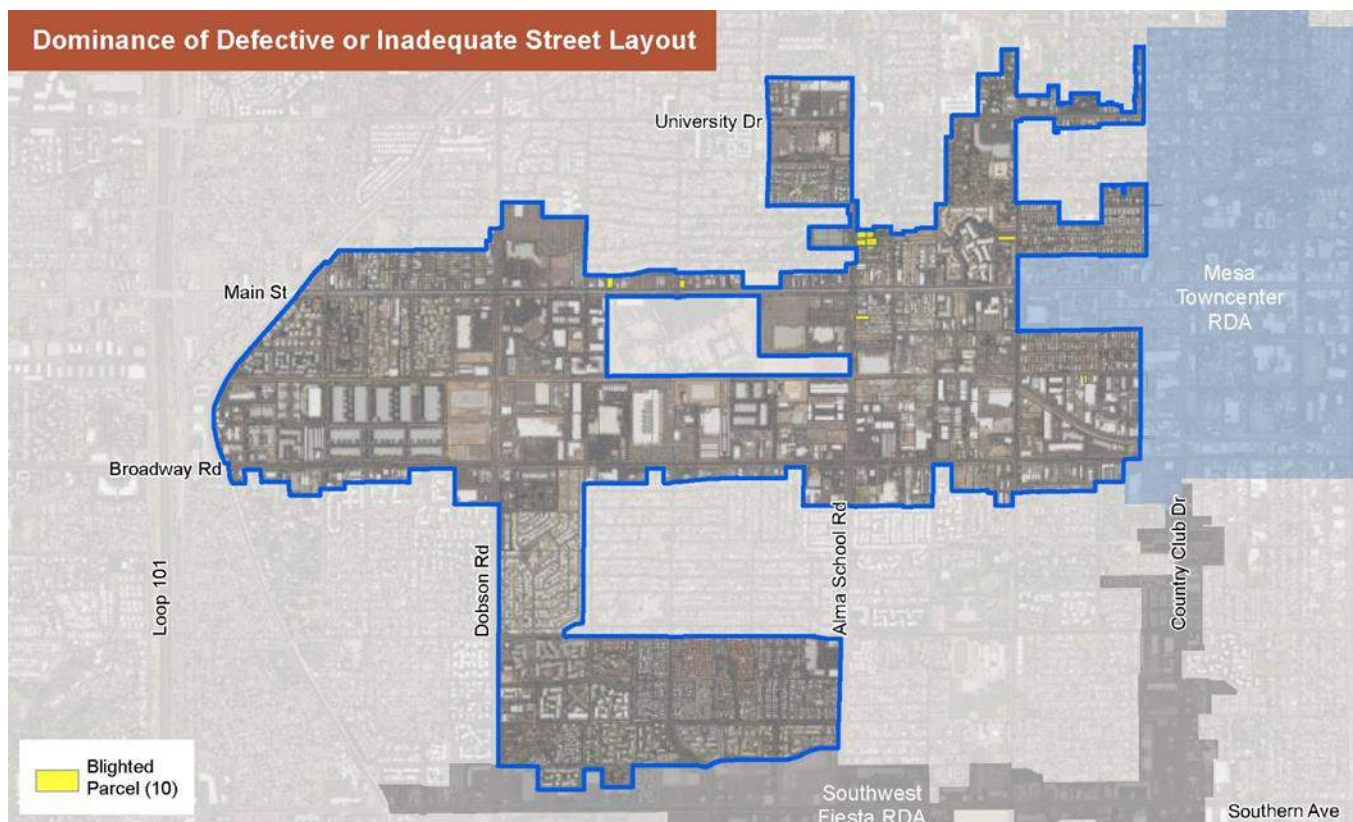 Dominance of Defective or Inadequate Street Layout
University Dr
Main St
Mesa
Towncenter
RDA
Broadway Rd
Loop 101
Dobson Rd
Alma School Rd
Country Club Dr
Blighted
Parcel (10)
Southwest
Fiesta RDA
Southern Ave